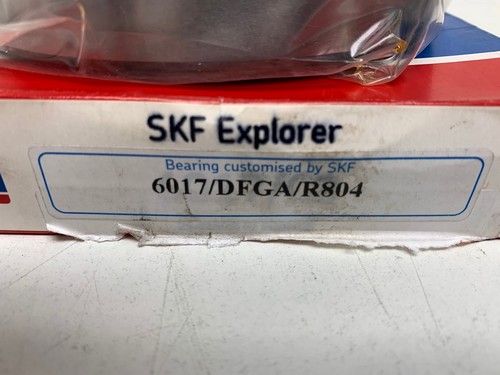 SKF Explorer
Bearing customised by SKF
6017/DFGA/R804